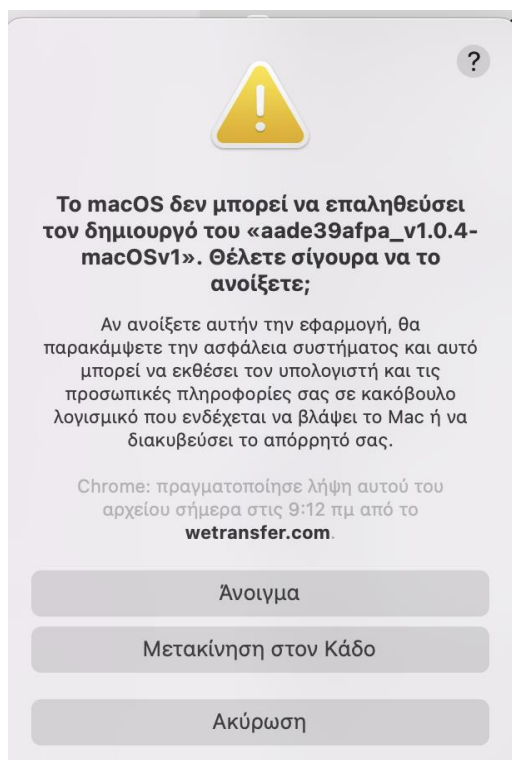 ?
Το macOS δεν μπορεί να επαληθεύσει
τον δημιουργό του «aade39afpa_v1.0.4-
macOSv1». Θέλετε σίγουρα να το
ανοίξετε;
Αν ανοίξετε αυτήν την εφαρμογή, θα
παρακάμψετε την ασφάλεια συστήματος και αυτό
μπορεί να εκθέσει τον υπολογιστή και τις
προσωπικές πληροφορίες σας σε κακόβουλο
λογισμικό που ενδέχεται να βλάψει το Mac ή να
διακυβεύσει το απόρρητό σας.
Chrome: πραγματοποίησε λήψη αυτού του
αρχείου σήμερα στις 9:12 πμ από το
wetransfer.com.
Άνοιγμα
Μετακίνηση στον Κάδο
Ακύρωση